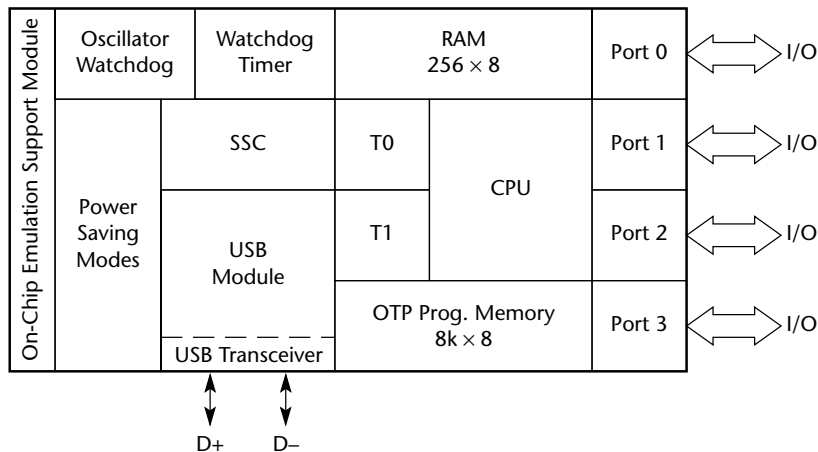 On-Chip Emulation Support Module
Oscillator
Watchdog
Watchdog
Timer
RAM
256 × 8
Port 0
I/O
Power
Saving
Modes
SSC
T0
CPU
Port 1
I/O
USB
Module
T1
Port 2
I/O
USB Transceiver
OTP Prog. Memory
8k × 8
Port 3
I/O
D+
D–